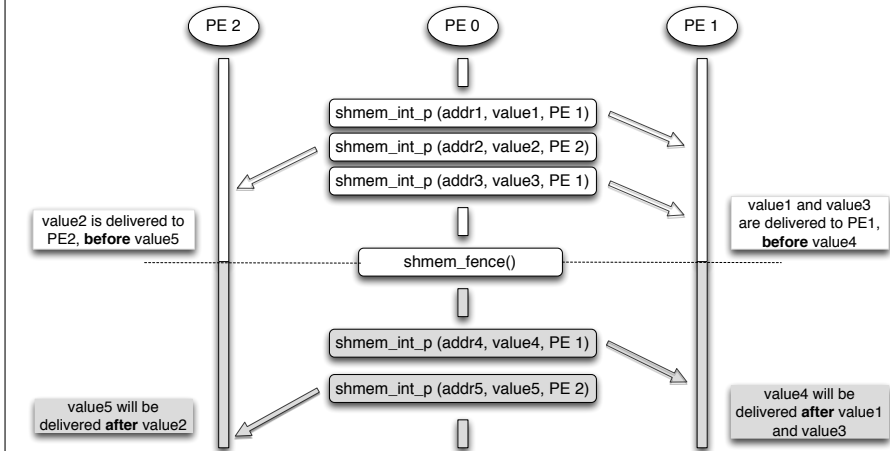 PE 2
PE 0
PE 1
shmem_int_p (addr1, value1, PE 1)
shmem_int_p (addr2, value2, PE 2)
shmem_int_p (addr3, value3, PE 1)
value2 is delivered to
PE2, before value5
value1 and value3
are delivered to PE1,
before value4
shmem_fence()
shmem_int_p (addr4, value4, PE 1)
shmem_int_p (addr5, value5, PE 2)
value5 will be
delivered after value2
value4 will be
delivered after value1
and value3